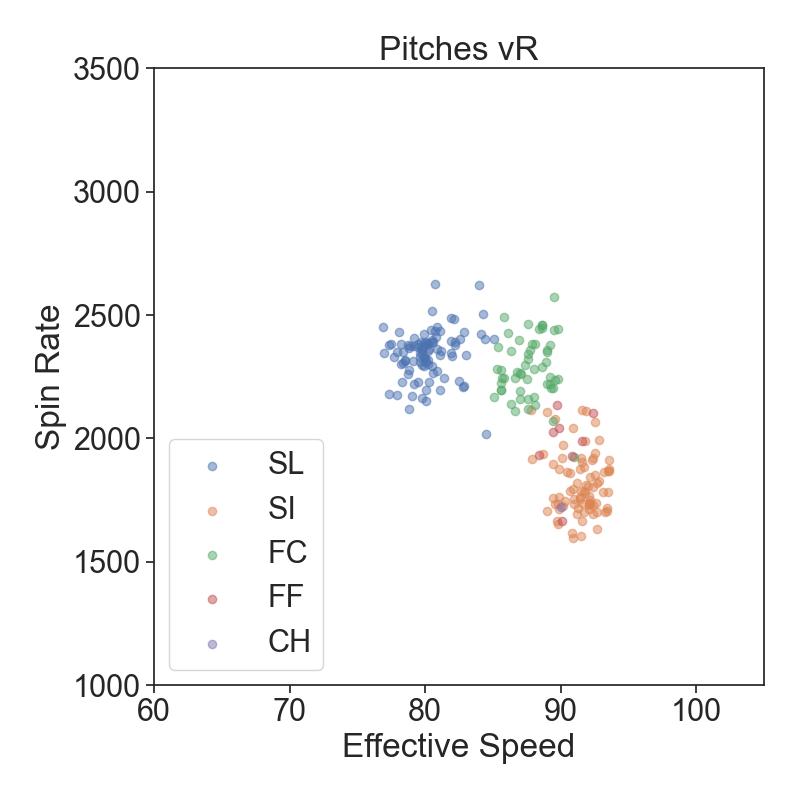 Pitches vR
3500
3000
2500
2000
1500
1000
Spin Rate
SL
SI
FC
FF
CH
60 70 80 90 100
Effective Speed